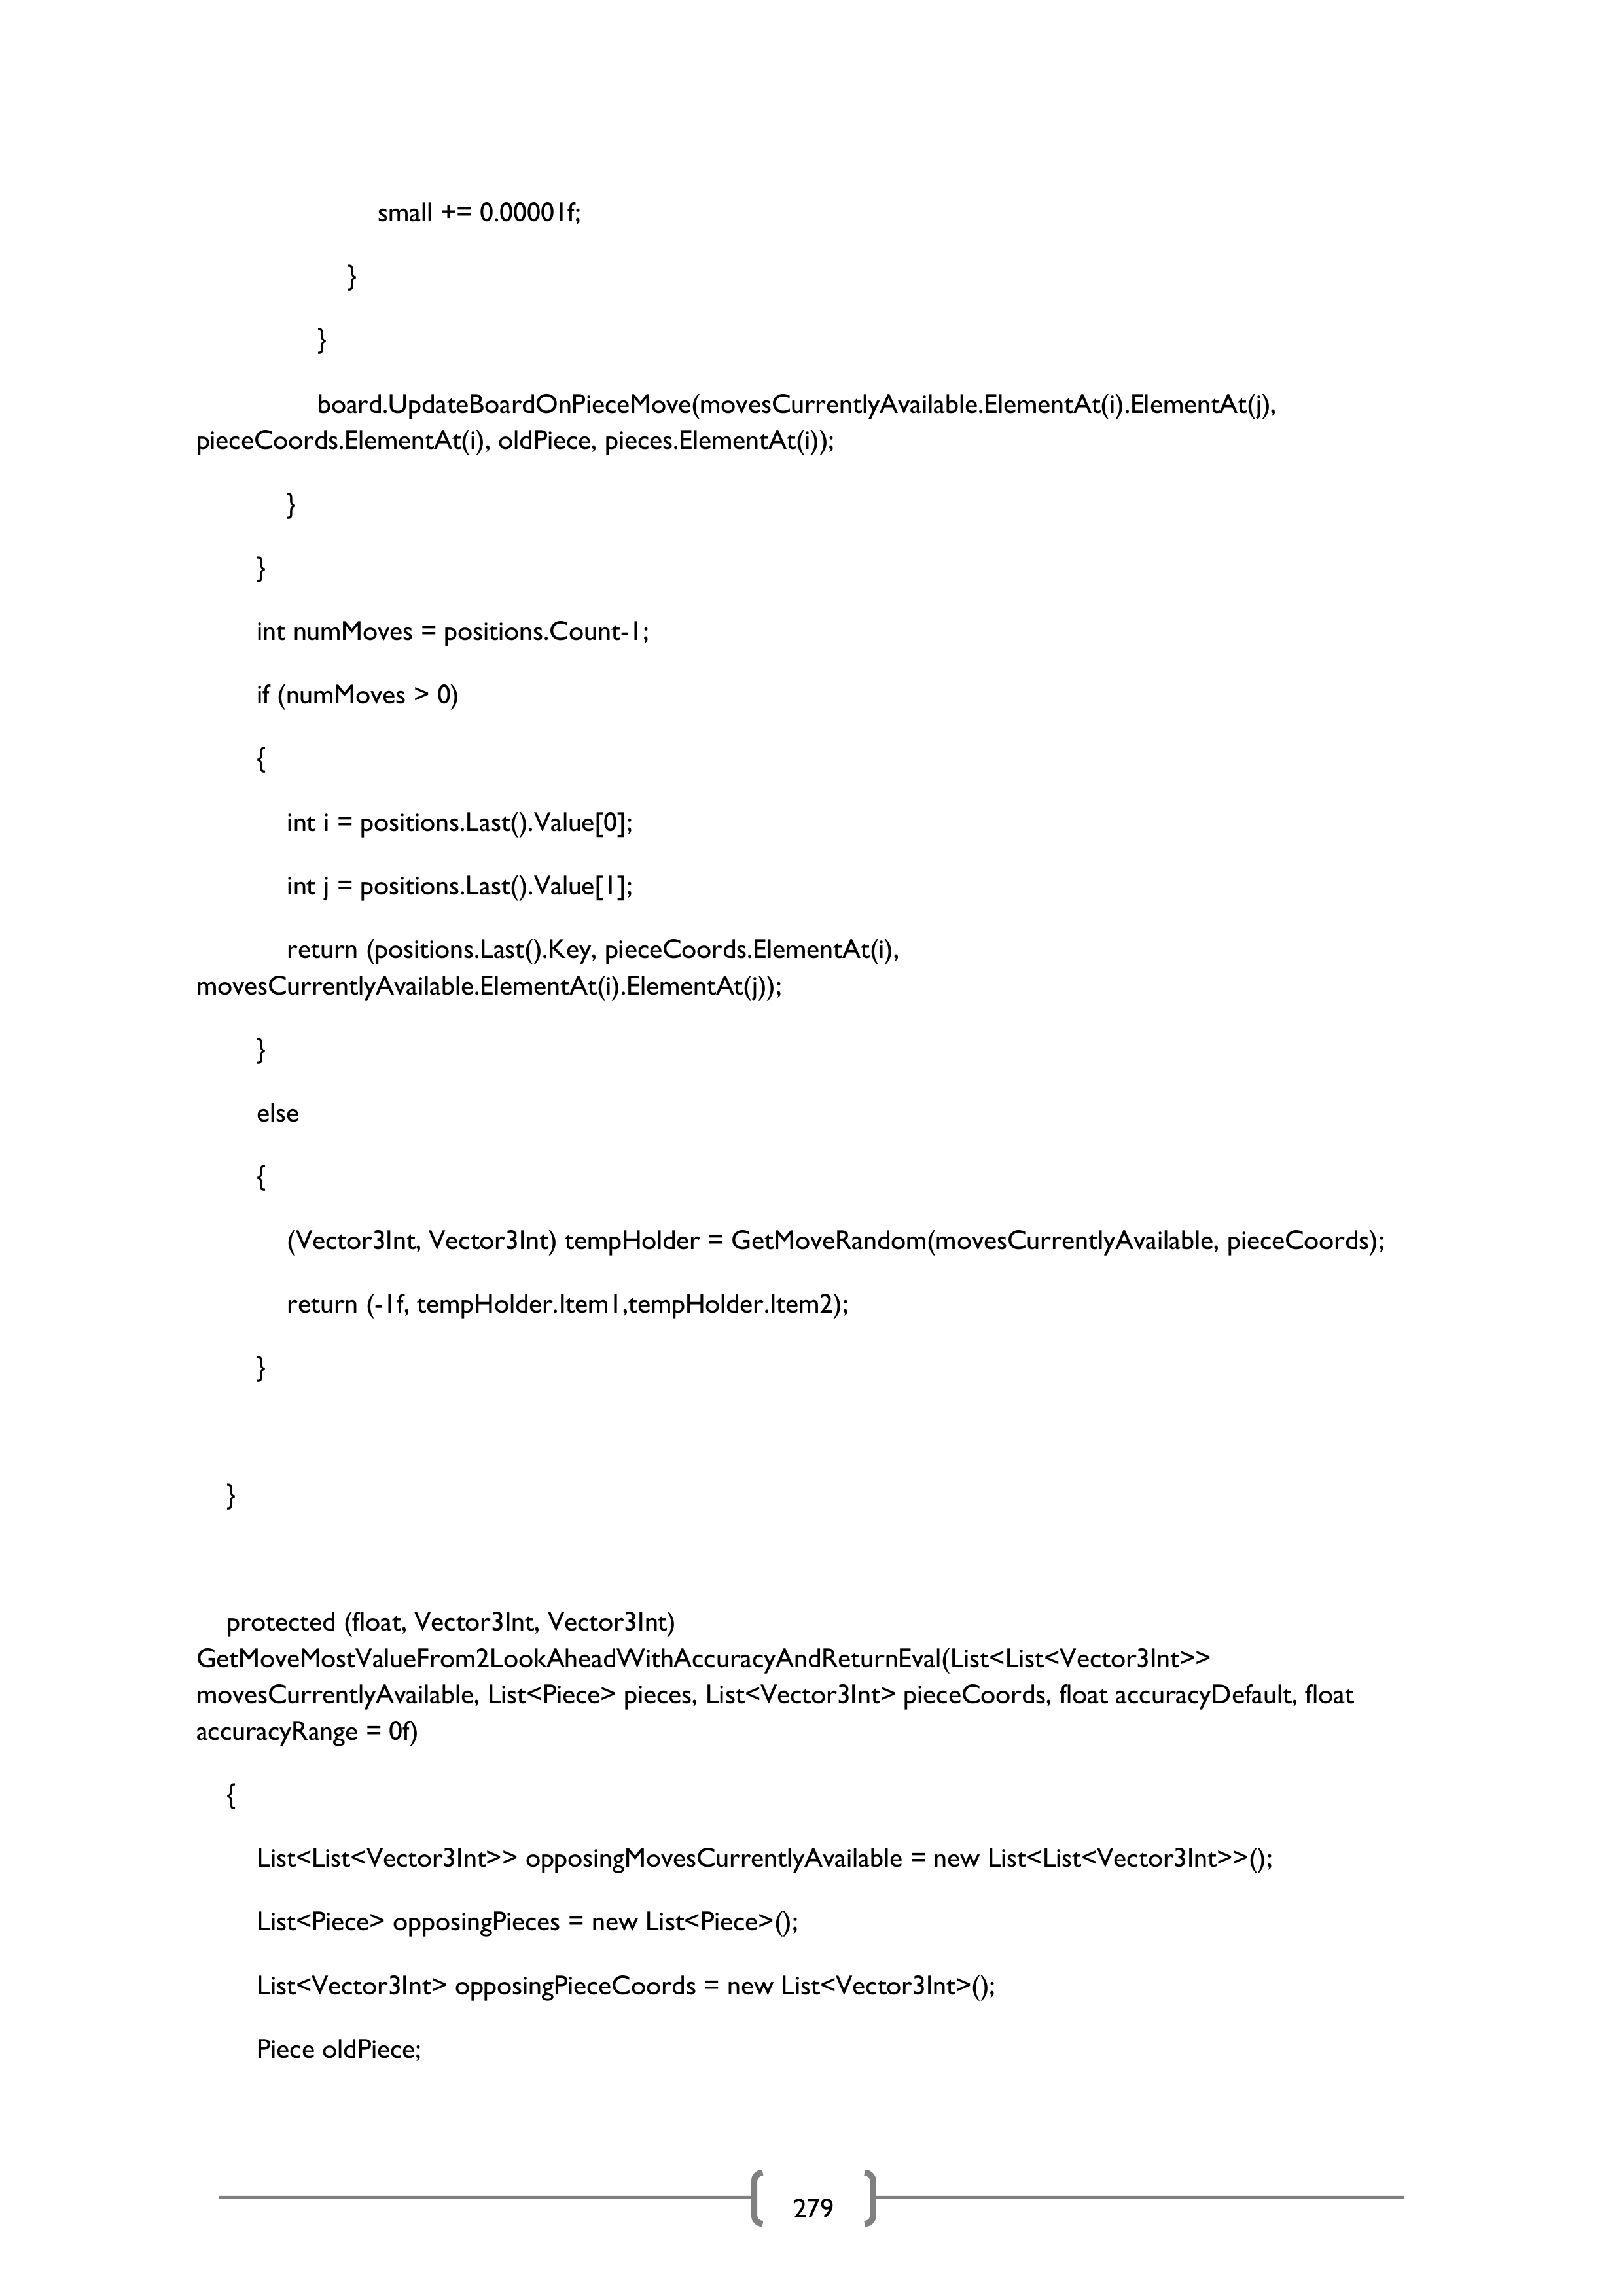 small += 0.00001f;
}
}
board.UpdateBoardOnPieceMove(movesCurrentlyAvailable.ElementAt(i).ElementAt(j),
pieceCoords.ElementAt(i), oldPiece, pieces.ElementAt(i));
}
}
int numMoves = positions.Count-1;
if (numMoves > 0)
{
int i = positions.Last().Value[0];
int j = positions.Last().Value[1];
return (positions.Last().Key, pieceCoords.ElementAt(i),
movesCurrentlyAvailable.ElementAt(i).ElementAt(j));
}
else
{
(Vector3Int, Vector3Int) tempHolder = GetMoveRandom(movesCurrentlyAvailable, pieceCoords);
return (-1f, tempHolder.Item1,tempHolder.Item2);
}
}
protected (float, Vector3Int, Vector3Int)
GetMoveMostValueFrom2LookAheadWithAccuracyAndReturnEval(List<List<Vector3Int>>
movesCurrentlyAvailable, List<Piece> pieces, List<Vector3Int> pieceCoords, float accuracyDefault, float
accuracyRange = 0f)
{
List<List<Vector3Int>> opposingMovesCurrentlyAvailable = new List<List<Vector3Int>>();
List<Piece> opposingPieces = new List<Piece>();
List<Vector3Int> opposingPieceCoords = new List<Vector3Int>();
Piece oldPiece;
279